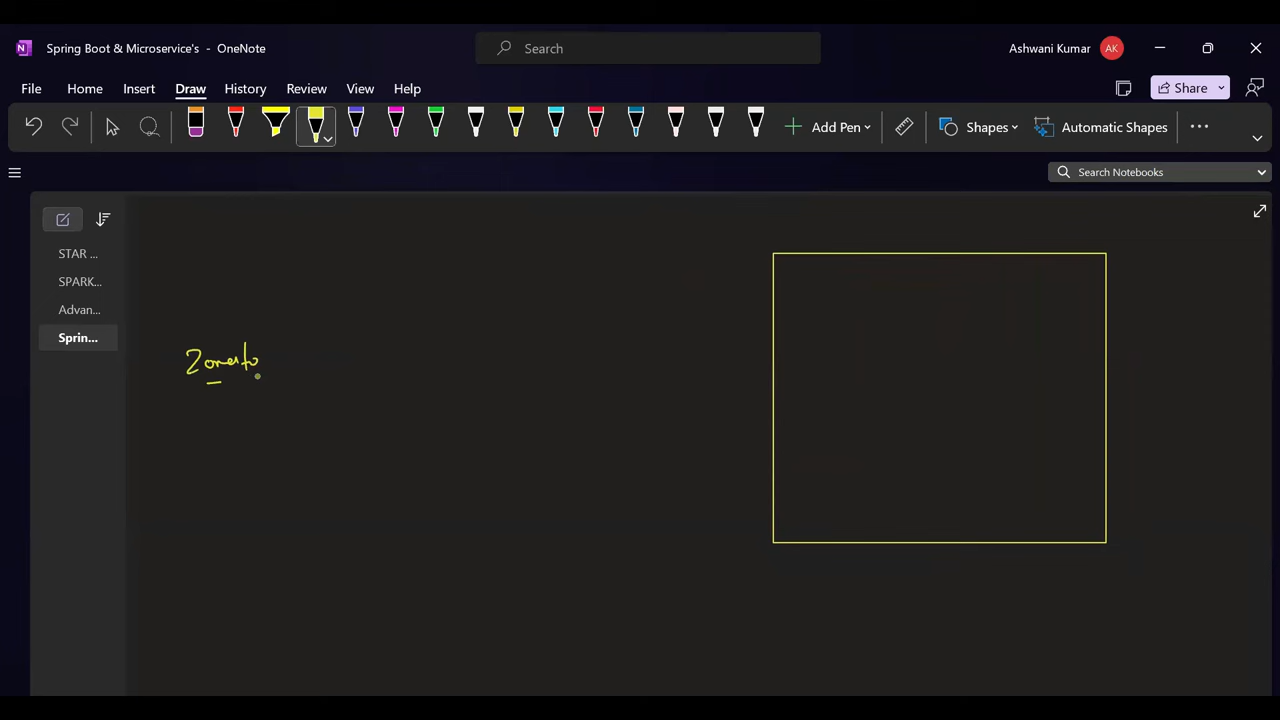 Spring Boot & Microservice's - OneNote
Search
Ashwani Kumar
AK
File Home Insert Draw History Review View Help
Share
Add Pen
Shapes
Automatic Shapes
Search Notebooks
STAR ...
SPARK...
Advan...
Sprin...
Zomato